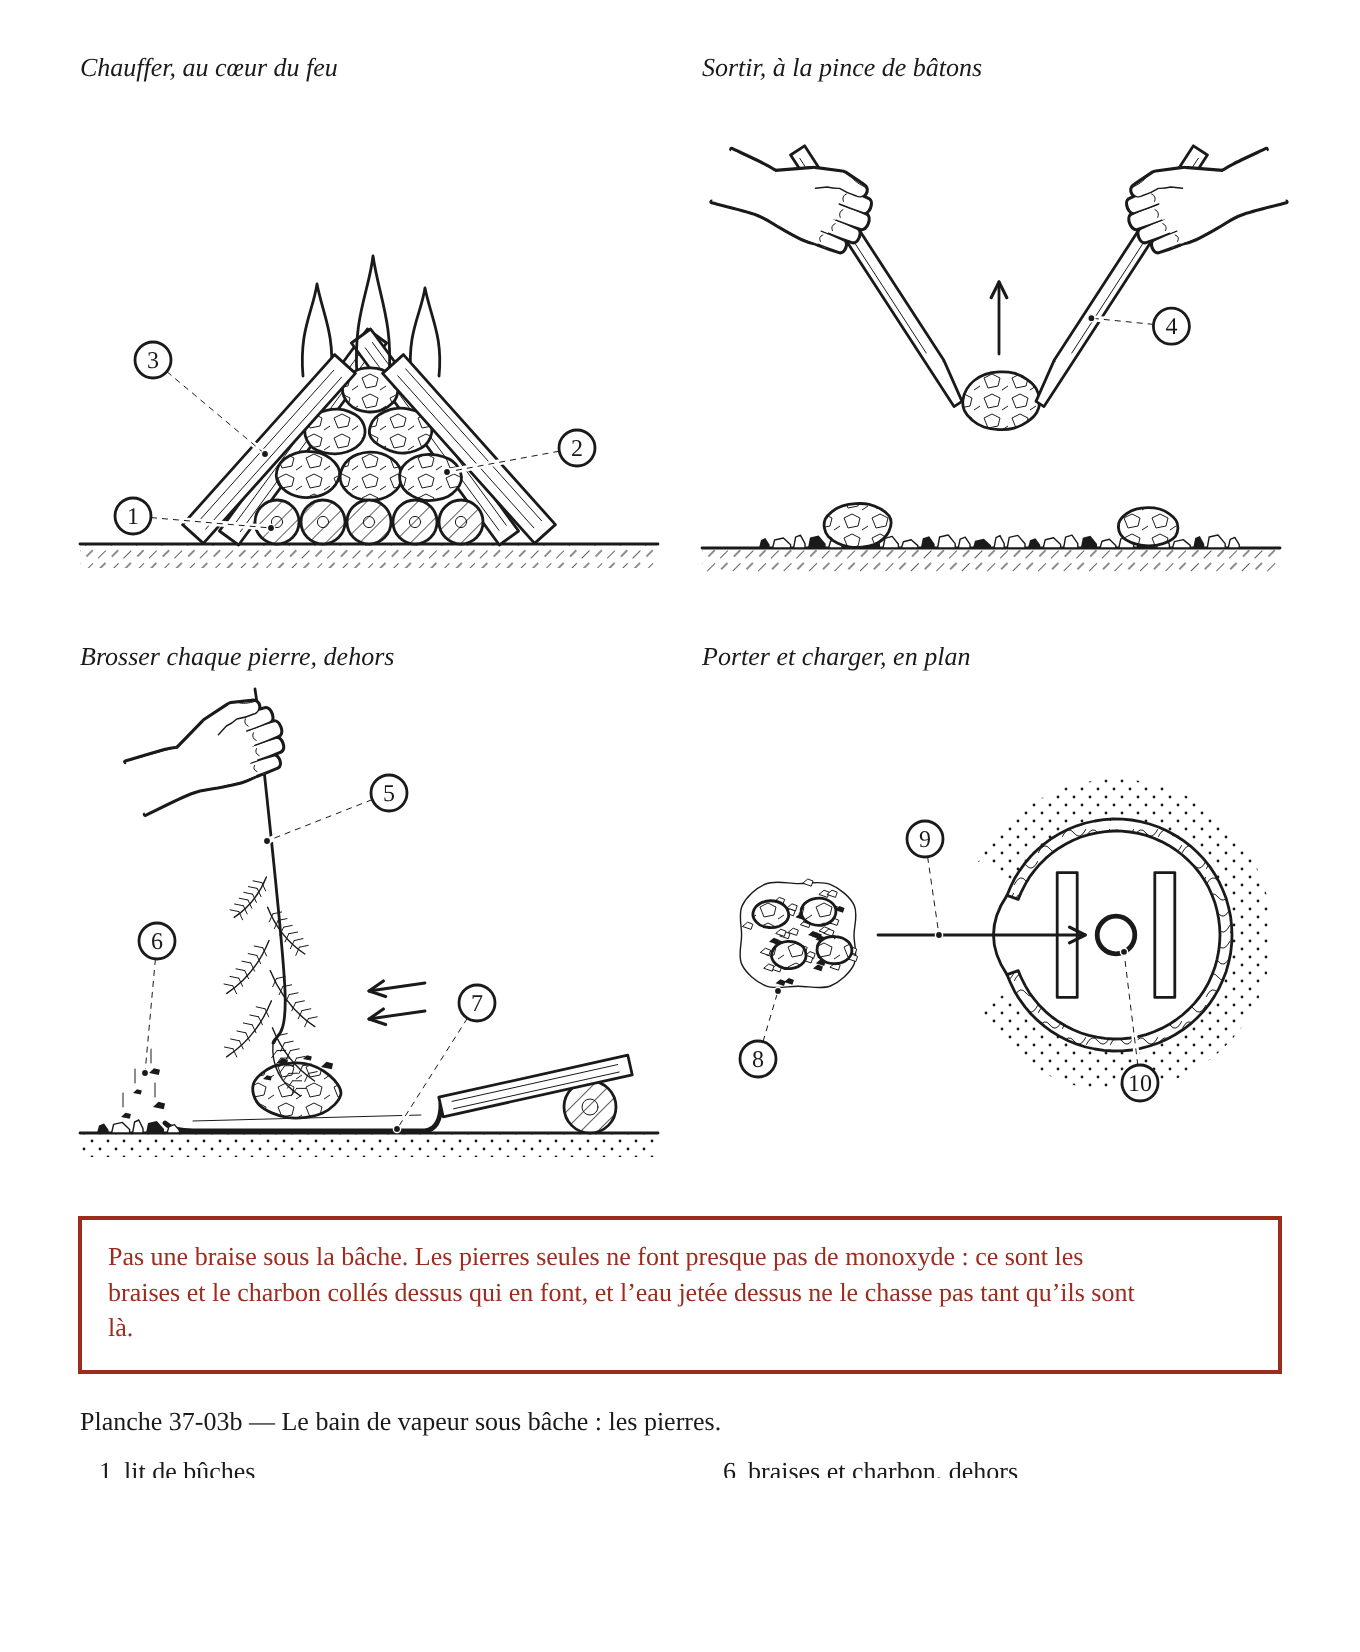 Chauffer, au cœur du feu
Sortir, à la pince de bâtons
3
2
1
4
Brosser chaque pierre, dehors
Porter et charger, en plan
5
6
7
9
8
10
Pas une braise sous la bâche. Les pierres seules ne font presque pas de monoxyde : ce sont les
braises et le charbon collés dessus qui en font, et l’eau jetée dessus ne le chasse pas tant qu’ils sont
là.
Planche 37-03b — Le bain de vapeur sous bâche : les pierres.
1 lit de bûches
6 braises et charbon, dehors